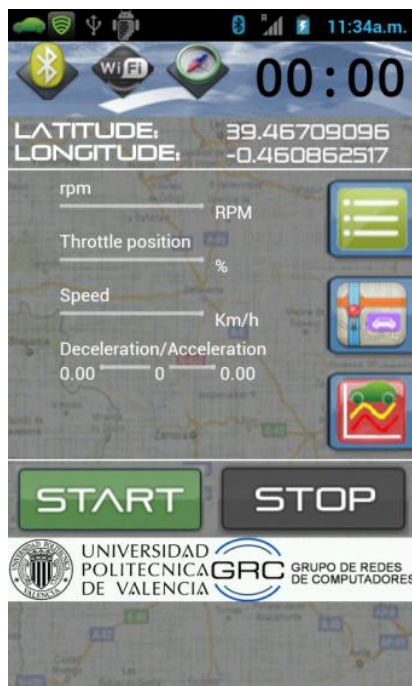 11:34a.m.
WiFi
00:00
LATITUDE: 39.46709096
LONGITUDE: -0.460862517
rpm
RPM
Throttle position
%
Speed
Km/h
Deceleration/Acceleration
0.00 0 0.00
START STOP
UNIVERSIDAD
POLITECNICA
DE VALENCIA
GRC GRUPO DE REDES
DE COMPUTADORES
Zamora